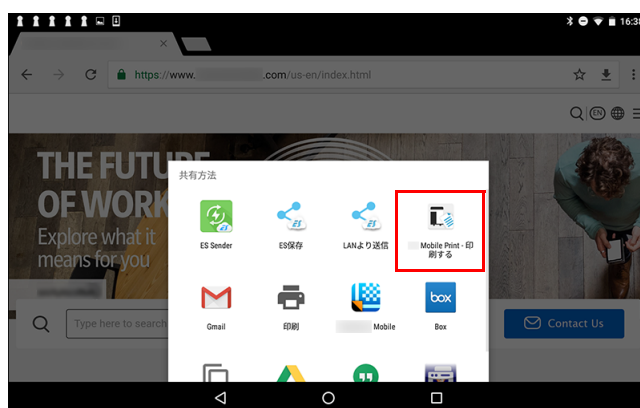 16:38
https://www.
.com/us-en/index.html
EN
THE FUTURE
OF WORK
Explore what it
means for you
共有方法
ES Sender
ES保存
LANより送信
Mobile Print - 印
刷する
Gmail
印刷
Mobile
box
Box
Type here to search
Contact Us